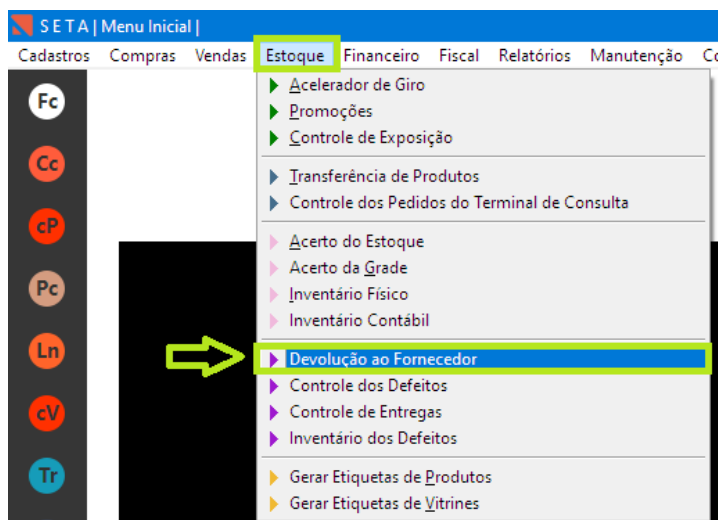 S E T A | Menu Inicial |
Cadastros Compras Vendas Estoque Financeiro Fiscal Relatórios Manutenção
Fc
Cc
cP
Pc
Ln
cV
Tr
Acelerador de Giro
Promoções
Controle de Exposição
Transferência de Produtos
Controle dos Pedidos do Terminal de Consulta
Acerto do Estoque
Acerto da Grade
Inventário Físico
Inventário Contábil
Devolução ao Fornecedor
Controle dos Defeitos
Controle de Entregas
Inventário dos Defeitos
Gerar Etiquetas de Produtos
Gerar Etiquetas de Vitrines